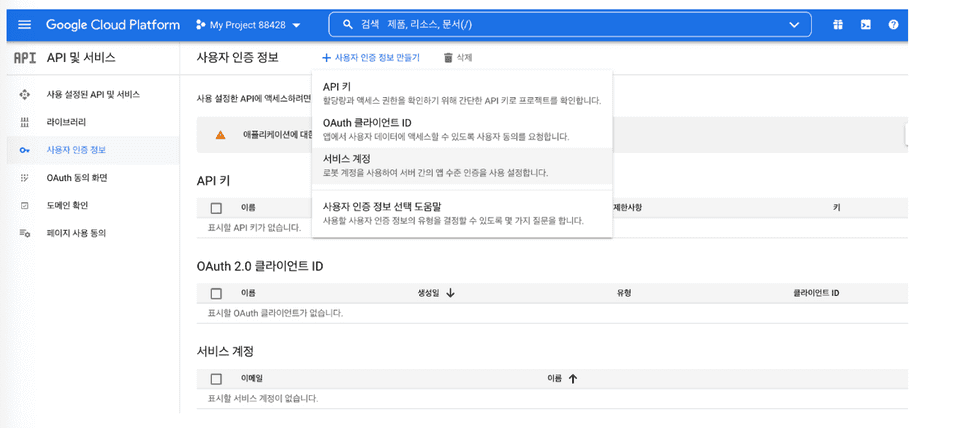 Google Cloud Platform My Project 88428 검색 제품, 리소스, 문서(/)
API API 및 서비스 사용자 인증 정보 + 사용자 인증 정보 만들기 삭제
사용 설정된 API 및 서비스
라이브러리
사용자 인증 정보
OAuth 동의 화면
도메인 확인
페이지 사용 동의
사용 설정한 API에 액세스하려면
애플리케이션에 대한
API 키
할당량과 액세스 권한을 확인하기 위해 간단한 API 키로 프로젝트를 확인합니다.
OAuth 클라이언트 ID
앱에서 사용자 데이터에 액세스할 수 있도록 사용자 동의를 요청합니다.
서비스 계정
로봇 계정을 사용하여 서버 간의 앱 수준 인증을 사용 설정합니다.
사용자 인증 정보 선택 도움말
사용할 사용자 인증 정보의 유형을 결정할 수 있도록 몇 가지 질문을 합니다.
API 키
이름 제한사항 키
표시할 API 키가 없습니다.
OAuth 2.0 클라이언트 ID
이름 생성일 유형 클라이언트 ID
표시할 OAuth 클라이언트가 없습니다.
서비스 계정
이메일 이름
표시할 서비스 계정이 없습니다.